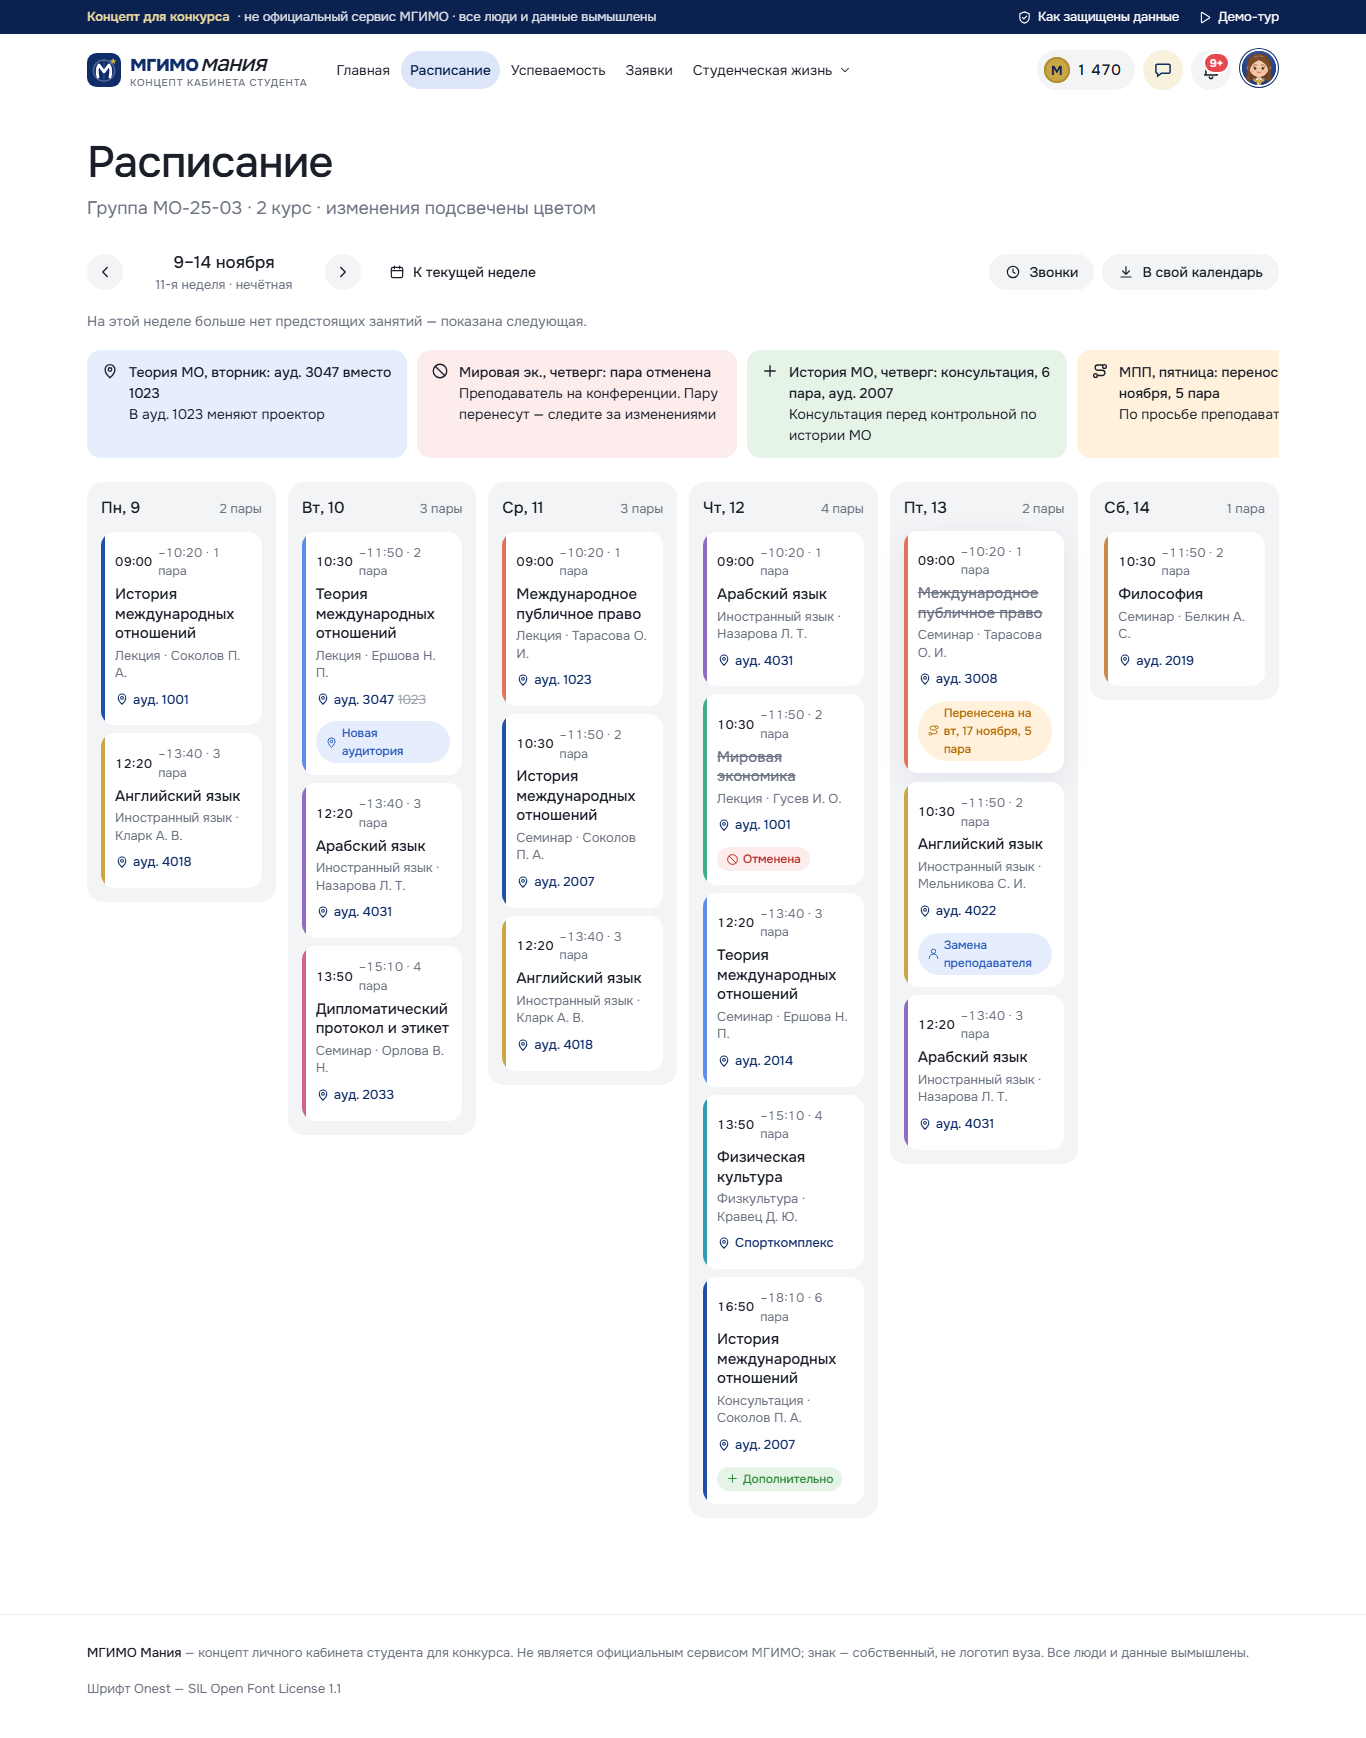 Концепт для конкурса · не официальный сервис МГИМО · все люди и данные вымышлены
Как защищены данные
Демо-тур
М
МГИМО мания
КОНЦЕПТ КАБИНЕТА СТУДЕНТА
Главная
Расписание
Успеваемость
Заявки
Студенческая жизнь
М 1 470
9+
Расписание
Группа МО-25-03 · 2 курс · изменения подсвечены цветом
9–14 ноября
11-я неделя · нечётная
К текущей неделе
Звонки
В свой календарь
На этой неделе больше нет предстоящих занятий — показана следующая.
Теория МО, вторник: ауд. 3047 вместо
1023
В ауд. 1023 меняют проектор
Мировая эк., четверг: пара отменена
Преподаватель на конференции. Пару
перенесут — следите за изменениями
История МО, четверг: консультация, 6
пара, ауд. 2007
Консультация перед контрольной по
истории МО
МПП, пятница: перенос
ноября, 5 пара
По просьбе преподават
Пн, 9
2 пары
09:00 –10:20 · 1
пара
История
международных
отношений
Лекция · Соколов П.
А.
ауд. 1001
12:20 –13:40 · 3
пара
Английский язык
Иностранный язык ·
Кларк А. В.
ауд. 4018
Вт, 10
3 пары
10:30 –11:50 · 2
пара
Теория
международных
отношений
Лекция · Ершова Н.
П.
ауд. 3047 1023
Новая
аудитория
12:20 –13:40 · 3
пара
Арабский язык
Иностранный язык ·
Назарова Л. Т.
ауд. 4031
13:50 –15:10 · 4
пара
Дипломатический
протокол и этикет
Семинар · Орлова В.
Н.
ауд. 2033
Ср, 11
3 пары
09:00 –10:20 · 1
пара
Международное
публичное право
Лекция · Тарасова О.
И.
ауд. 1023
10:30 –11:50 · 2
пара
История
международных
отношений
Семинар · Соколов
П. А.
ауд. 2007
12:20 –13:40 · 3
пара
Английский язык
Иностранный язык ·
Кларк А. В.
ауд. 4018
Чт, 12
4 пары
09:00 –10:20 · 1
пара
Арабский язык
Иностранный язык ·
Назарова Л. Т.
ауд. 4031
10:30 –11:50 · 2
пара
Мировая
экономика
Лекция · Гусев И. О.
ауд. 1001
Отменена
12:20 –13:40 · 3
пара
Теория
международных
отношений
Семинар · Ершова Н.
П.
ауд. 2014
13:50 –15:10 · 4
пара
Физическая
культура
Физкультура ·
Кравец Д. Ю.
Спорткомплекс
16:50 –18:10 · 6
пара
История
международных
отношений
Консультация ·
Соколов П. А.
ауд. 2007
Дополнительно
Пт, 13
2 пары
09:00 –10:20 · 1
пара
Международное
публичное право
Семинар · Тарасова
О. И.
ауд. 3008
Перенесена на
вт, 17 ноября, 5
пара
10:30 –11:50 · 2
пара
Английский язык
Иностранный язык ·
Мельникова С. И.
ауд. 4022
Замена
преподавателя
12:20 –13:40 · 3
пара
Арабский язык
Иностранный язык ·
Назарова Л. Т.
ауд. 4031
Сб, 14
1 пара
10:30 –11:50 · 2
пара
Философия
Семинар · Белкин А.
С.
ауд. 2019
МГИМО Мания — концепт личного кабинета студента для конкурса. Не является официальным сервисом МГИМО; знак — собственный, не логотип вуза. Все люди и данные вымышлены.
Шрифт Onest — SIL Open Font License 1.1